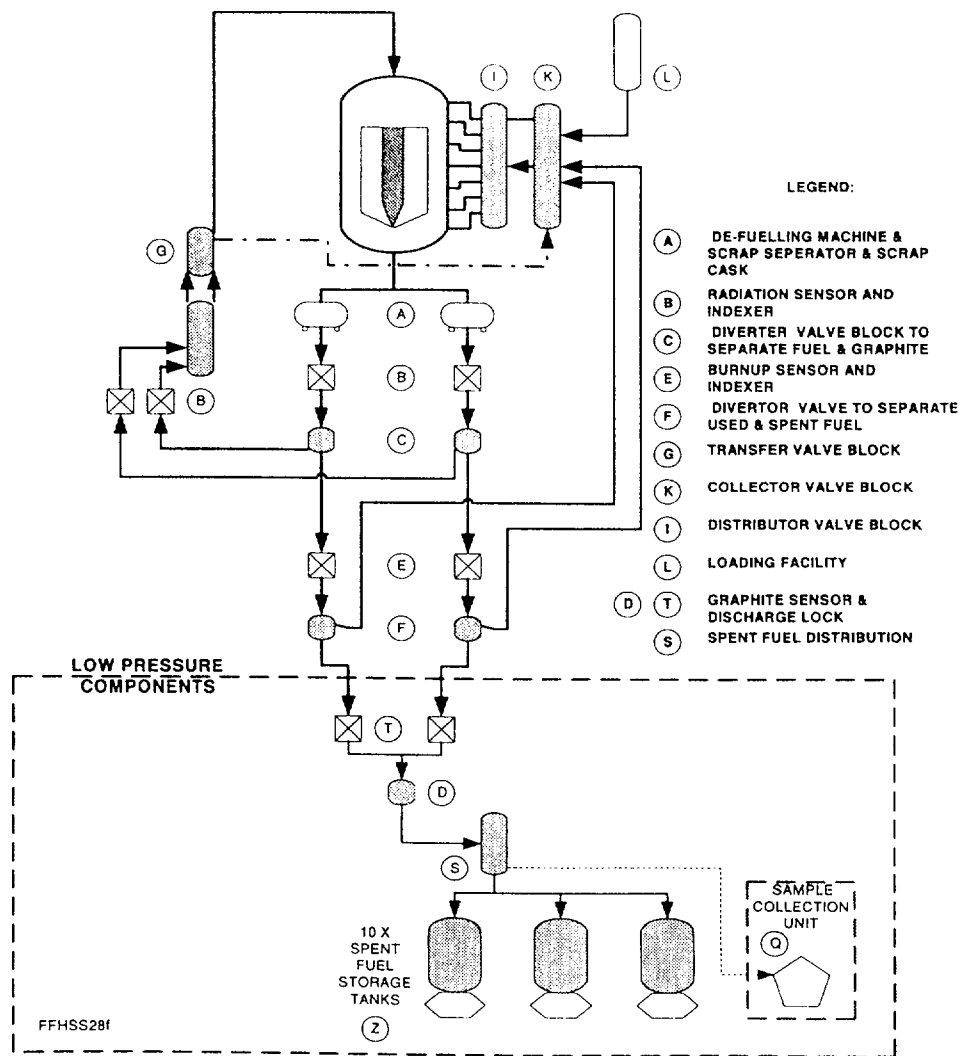 I
K
L
LEGEND:
G
A
A DE-FUELLING MACHINE &
SCRAP SEPERATOR & SCRAP
CASK
B RADIATION SENSOR AND
INDEXER
C DIVERTER VALVE BLOCK TO
SEPARATE FUEL & GRAPHITE
E BURNUP SENSOR AND
INDEXER
F DIVERTOR VALVE TO SEPARATE
USED & SPENT FUEL
G TRANSFER VALVE BLOCK
K COLLECTOR VALVE BLOCK
I DISTRIBUTOR VALVE BLOCK
L LOADING FACILITY
D T GRAPHITE SENSOR &
DISCHARGE LOCK
S SPENT FUEL DISTRIBUTION
B
B
C
E
F
LOW PRESSURE
COMPONENTS
T
D
S
10 X
SPENT
FUEL
STORAGE
TANKS
Z
SAMPLE
COLLECTION
UNIT
Q
FFHSS28f